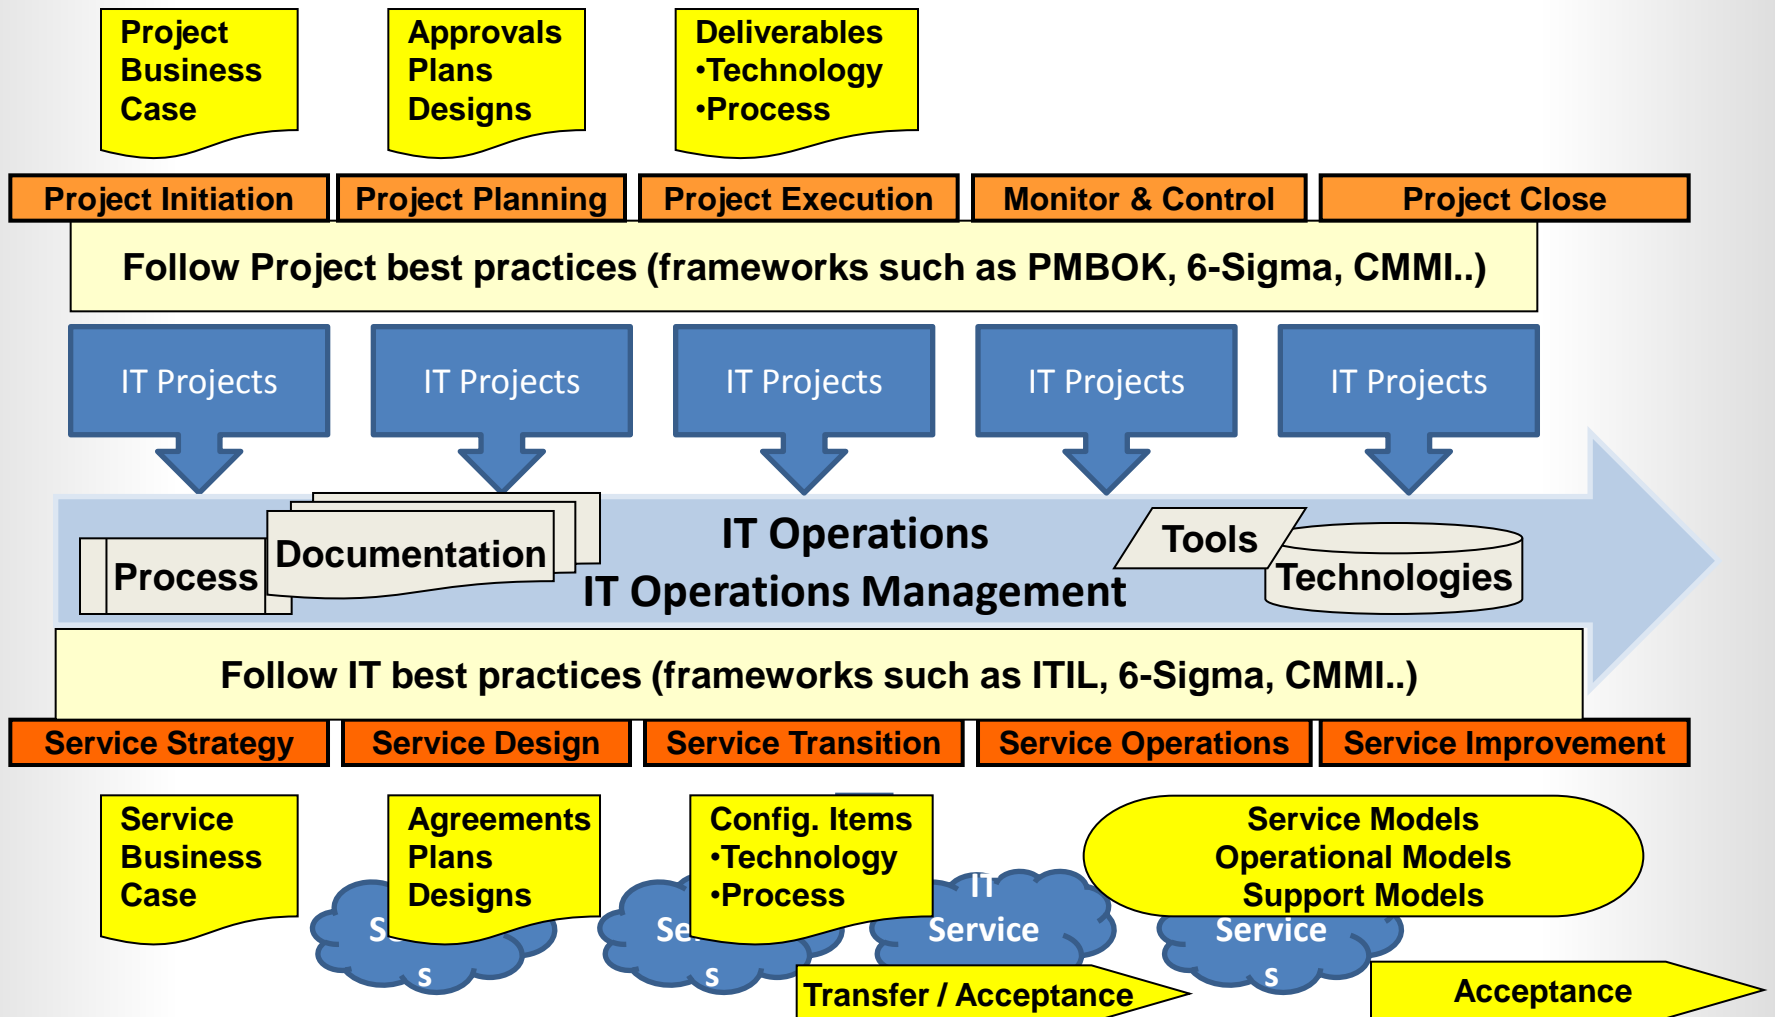 Project
Business
Case
Approvals
Plans
Designs
Deliverables
•Technology
•Process
Project Initiation
Project Planning
Project Execution
Monitor & Control
Project Close
Follow Project best practices (frameworks such as PMBOK, 6-Sigma, CMMI..)
IT Projects
IT Projects
IT Projects
IT Projects
IT Projects
Process
Documentation
IT Operations
IT Operations Management
Tools
Technologies
Follow IT best practices (frameworks such as ITIL, 6-Sigma, CMMI..)
Service Strategy
Service Design
Service Transition
Service Operations
Service Improvement
Service
Business
Case
Agreements
Plans
Designs
Config. Items
•Technology
•Process
Service Models
Operational Models
Support Models
s
s
IT
Service
Service
s
Transfer / Acceptance
Acceptance